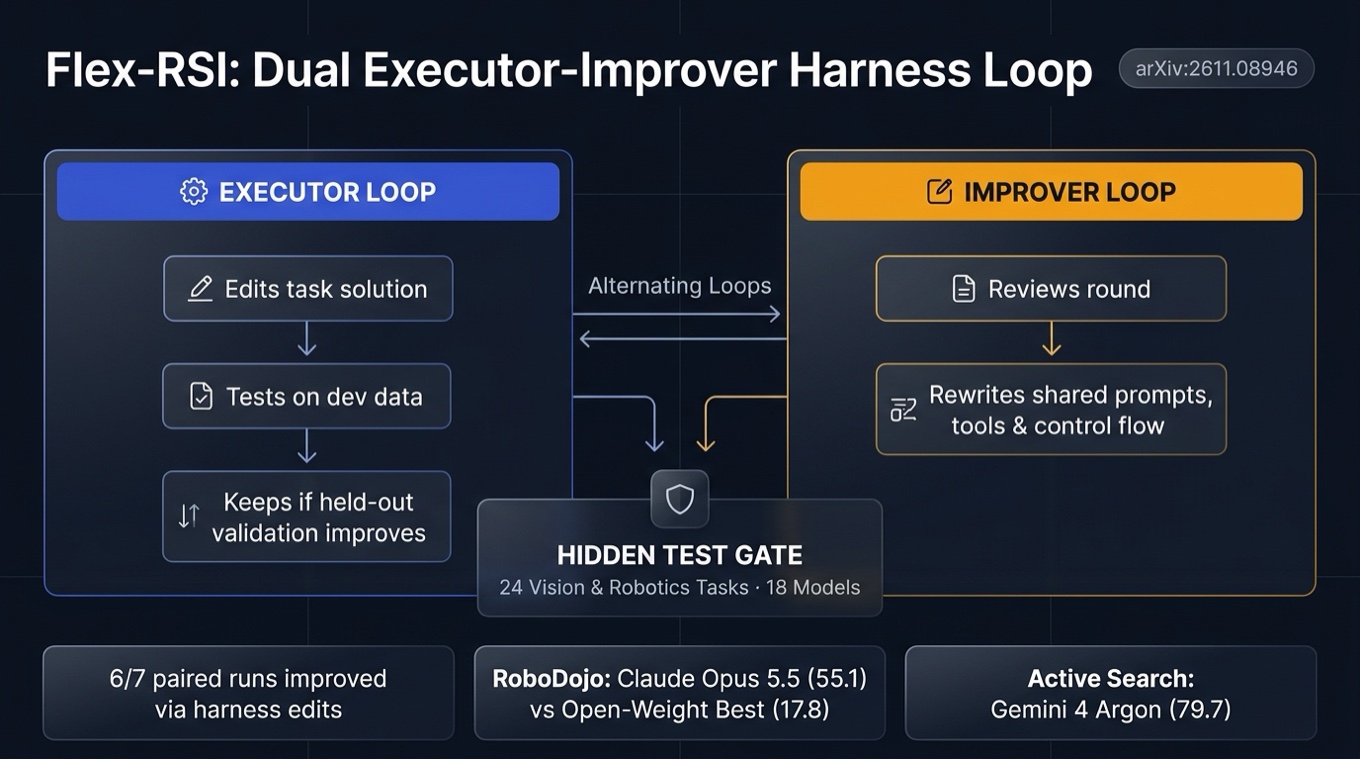 Flex-RSI: Dual Executor-Improver Harness Loop
arXiv:2611.08946
EXECUTOR LOOP
Edits task solution
Tests on dev data
Keeps if held-out
validation improves
Alternating Loops
IMPROVER LOOP
Reviews round
Rewrites shared prompts,
tools & control flow
HIDDEN TEST GATE
24 Vision & Robotics Tasks · 18 Models
6/7 paired runs improved
via harness edits
RoboDojo: Claude Opus 5.5 (55.1)
vs Open-Weight Best (17.8)
Active Search:
Gemini 4 Argon (79.7)